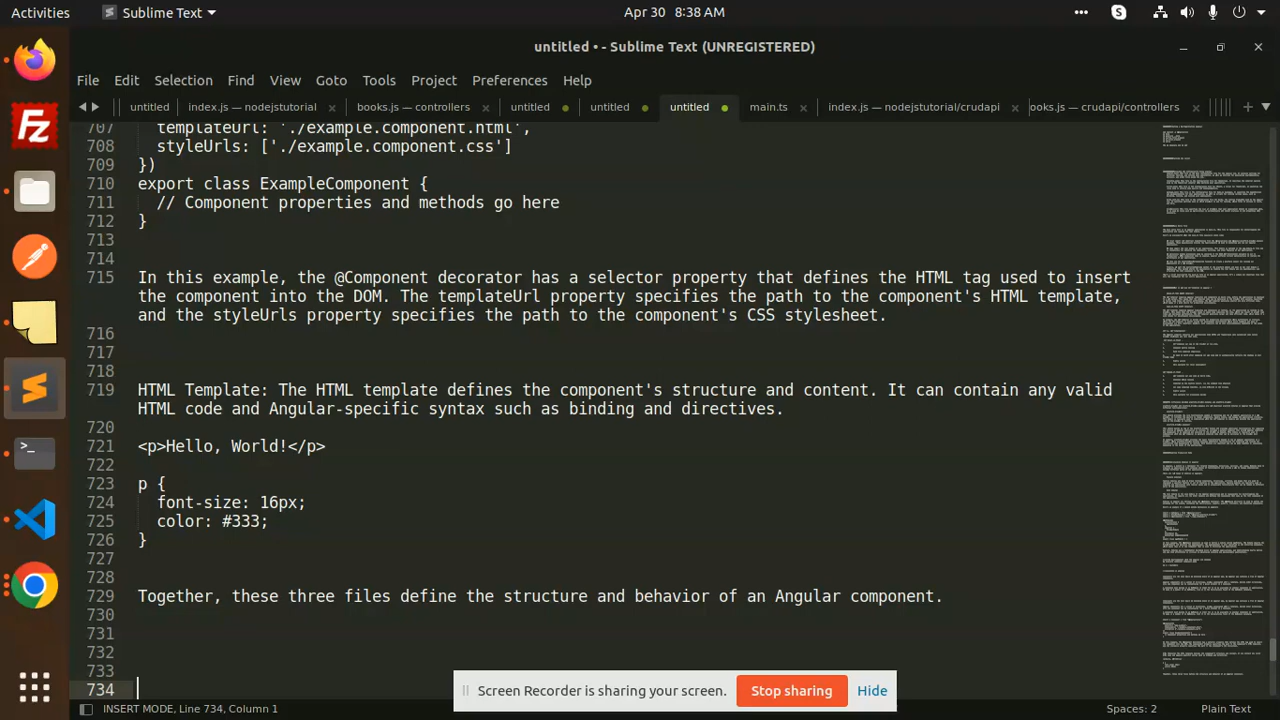 Activities Sublime Text Apr 30 8:38 AM
untitled • - Sublime Text (UNREGISTERED)
File Edit Selection Find View Goto Tools Project Preferences Help
untitled index.js — nodejstutorial books.js — controllers untitled untitled untitled main.ts index.js — nodejstutorial/crudapi ooks.js — crudapi/controllers
707 templateUrl: './example.component.html',
708 styleUrls: ['./example.component.css']
709 })
710 export class ExampleComponent {
711 // Component properties and methods go here
712 }
713
714
715 In this example, the @Component decorator has a selector property that defines the HTML tag used to insert
the component into the DOM. The templateUrl property specifies the path to the component's HTML template,
and the styleUrls property specifies the path to the component's CSS stylesheet.
716
717
718
719 HTML Template: The HTML template defines the component's structure and content. It can contain any valid
HTML code and Angular-specific syntax such as binding and directives.
720
721 <p>Hello, World!</p>
722
723 p {
724 font-size: 16px;
725 color: #333;
726 }
727
728
729 Together, these three files define the structure and behavior of an Angular component.
730
731
732
733
734
Screen Recorder is sharing your screen. Stop sharing Hide
INSERT MODE, Line 734, Column 1 Spaces: 2 Plain Text